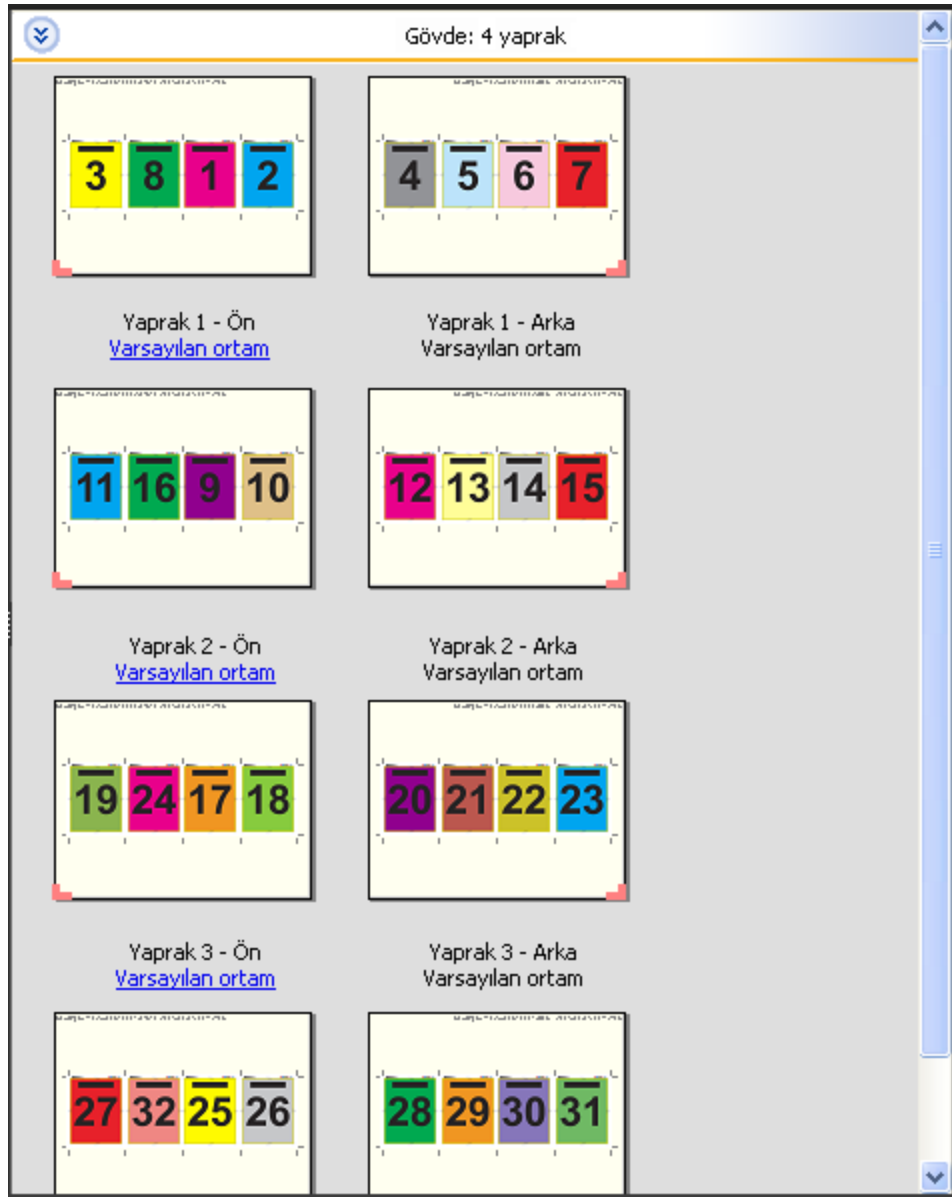 Gövde: 4 yaprak
3 8 1 2
4 5 6 7
Yaprak 1 - Ön
Varsayılan ortam
Yaprak 1 - Arka
Varsayılan ortam
11 16 9 10
12 13 14 15
Yaprak 2 - Ön
Varsayılan ortam
Yaprak 2 - Arka
Varsayılan ortam
19 24 17 18
20 21 22 23
Yaprak 3 - Ön
Varsayılan ortam
Yaprak 3 - Arka
Varsayılan ortam
27 32 25 26
28 29 30 31